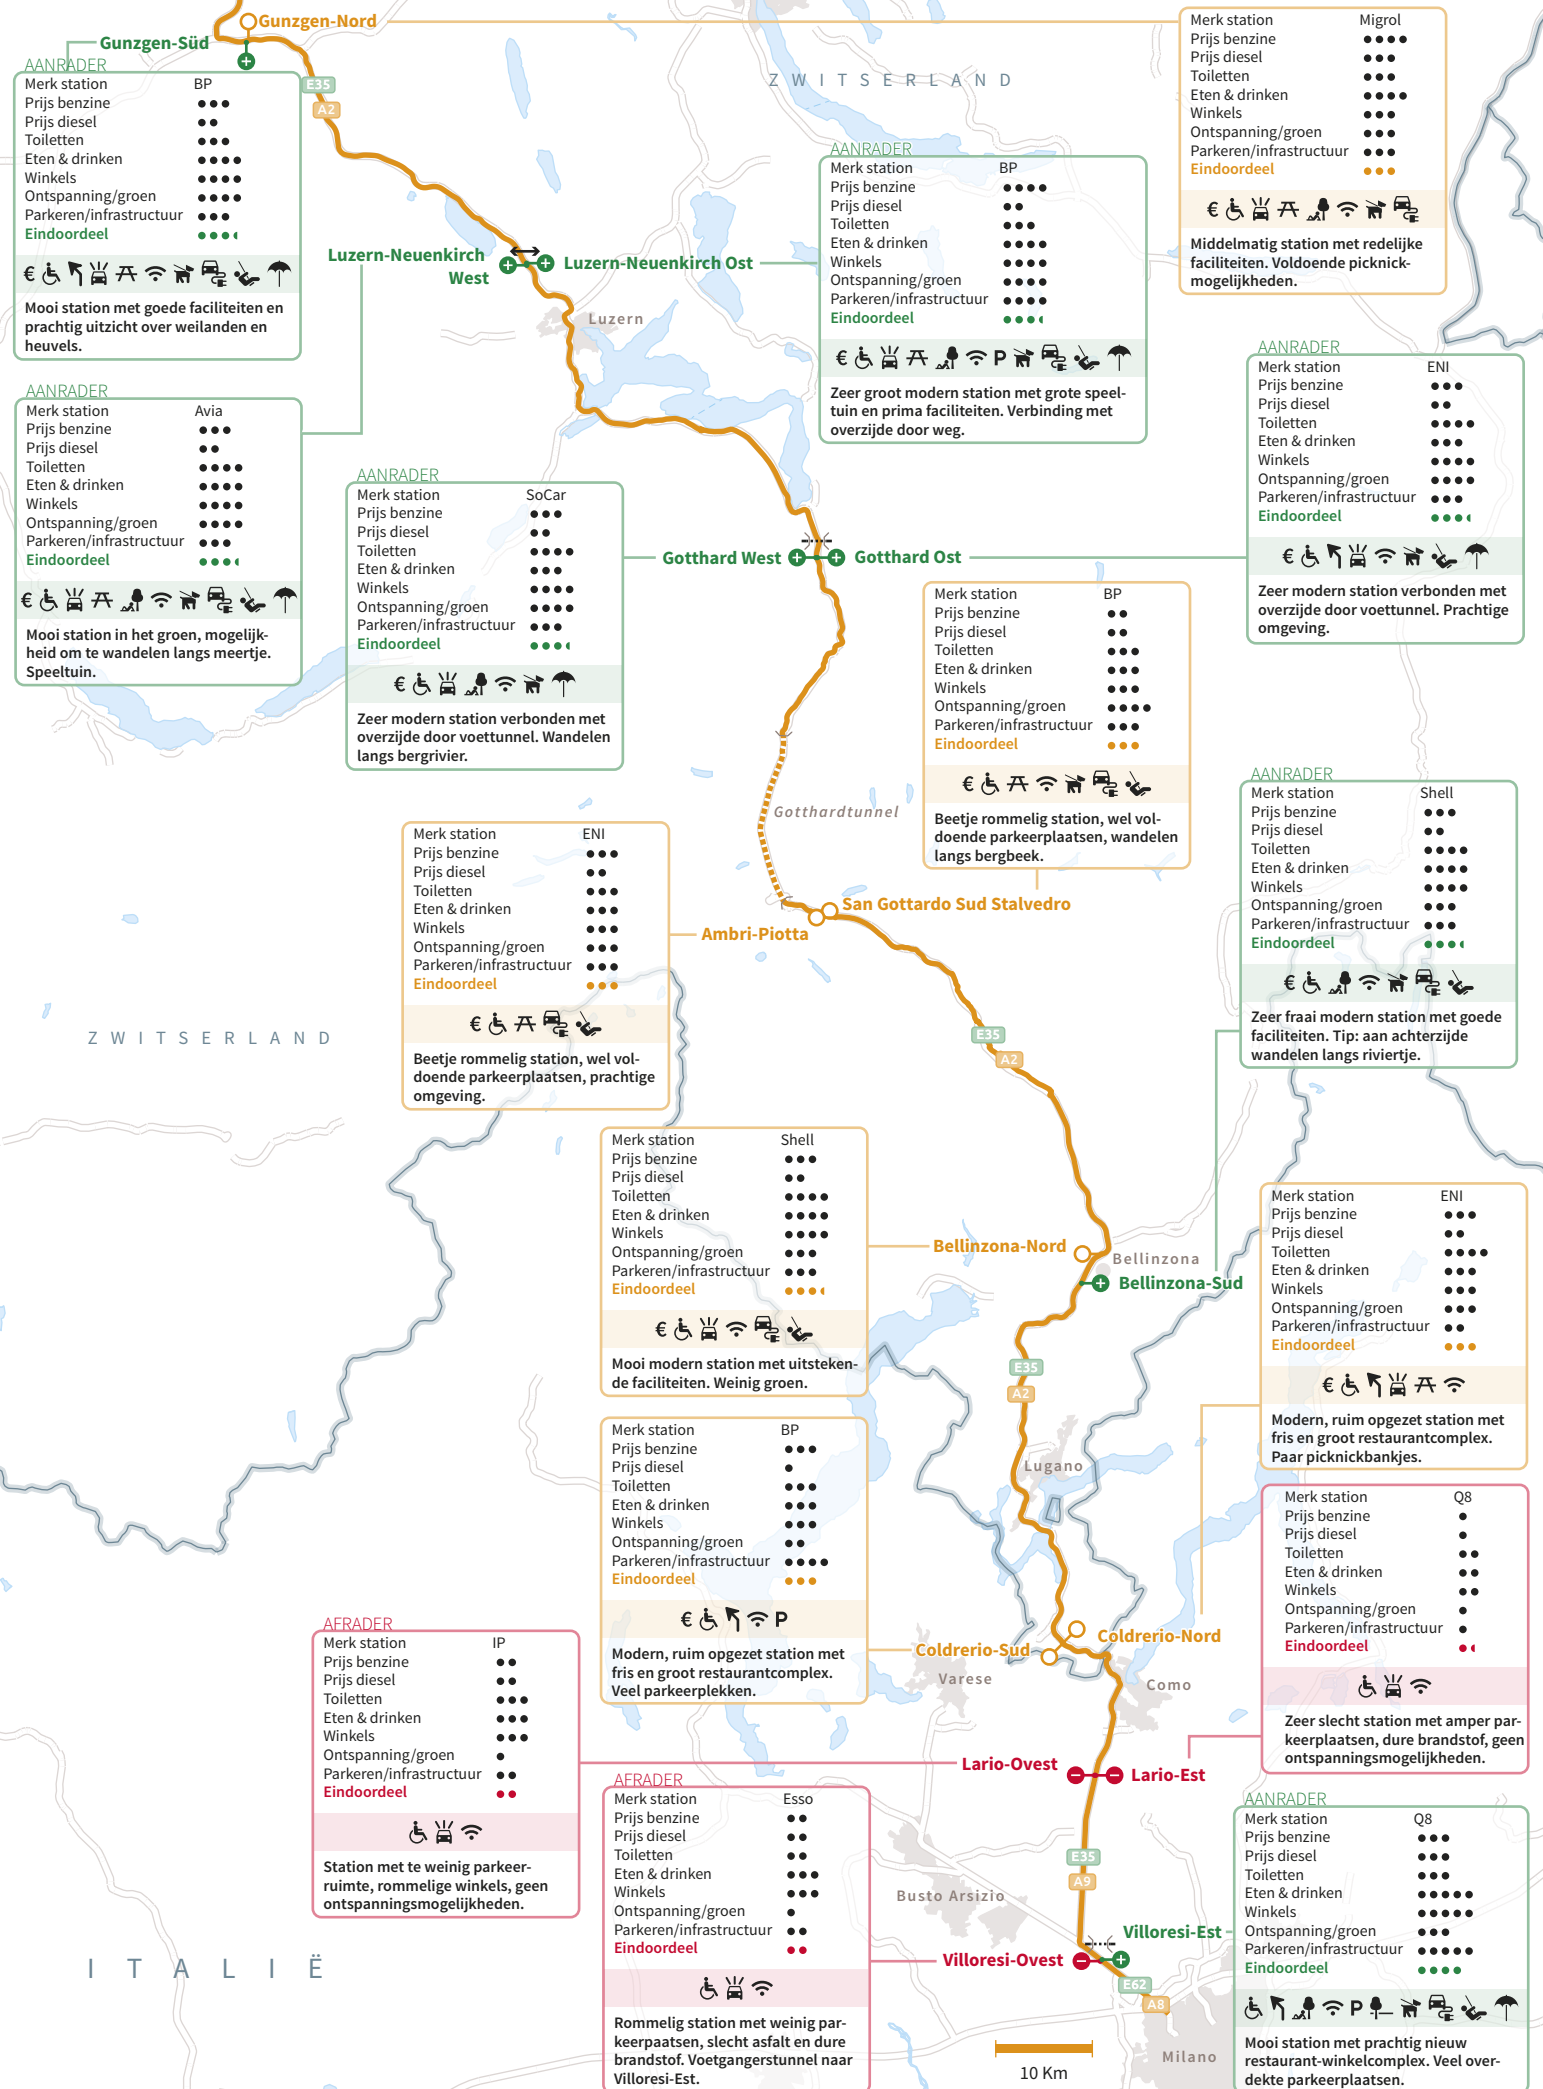 Gunzgen-Nord
Gunzgen-Süd
AANRADER
Merk station BP
Prijs benzine
Prijs diesel
Toiletten
Eten & drinken
Winkels
Ontspanning/groen
Parkeren/infrastructuur
Eindoordeel
€
Mooi station met goede faciliteiten en
prachtig uitzicht over weilanden en
heuvels.
E35
A2
ZWITSERLAND
Merk station Migrol
Prijs benzine
Prijs diesel
Toiletten
Eten & drinken
Winkels
Ontspanning/groen
Parkeren/infrastructuur
Eindoordeel
€
Middelmatig station met redelijke
faciliteiten. Voldoende picknick-
mogelijkheden.
AANRADER
Merk station BP
Prijs benzine
Prijs diesel
Toiletten
Eten & drinken
Winkels
Ontspanning/groen
Parkeren/infrastructuur
Eindoordeel
€ P
Zeer groot modern station met grote speel-
tuin en prima faciliteiten. Verbinding met
overzijde door weg.
Luzern-Neuenkirch
West
Luzern-Neuenkirch Ost
Luzern
AANRADER
Merk station Avia
Prijs benzine
Prijs diesel
Toiletten
Eten & drinken
Winkels
Ontspanning/groen
Parkeren/infrastructuur
Eindoordeel
€
Mooi station in het groen, mogelijk-
heid om te wandelen langs meertje.
Speeltuin.
AANRADER
Merk station SoCar
Prijs benzine
Prijs diesel
Toiletten
Eten & drinken
Winkels
Ontspanning/groen
Parkeren/infrastructuur
Eindoordeel
€
Zeer modern station verbonden met
overzijde door voettunnel. Wandelen
langs bergrivier.
Gotthard West
Gotthard Ost
AANRADER
Merk station ENI
Prijs benzine
Prijs diesel
Toiletten
Eten & drinken
Winkels
Ontspanning/groen
Parkeren/infrastructuur
Eindoordeel
€
Zeer modern station verbonden met
overzijde door voettunnel. Prachtige
omgeving.
Merk station BP
Prijs benzine
Prijs diesel
Toiletten
Eten & drinken
Winkels
Ontspanning/groen
Parkeren/infrastructuur
Eindoordeel
€
Beetje rommelig station, wel vol-
doende parkeerplaatsen, wandelen
langs bergbeek.
Gotthardtunnel
San Gottardo Sud Stalvedro
Ambri-Piotta
Merk station ENI
Prijs benzine
Prijs diesel
Toiletten
Eten & drinken
Winkels
Ontspanning/groen
Parkeren/infrastructuur
Eindoordeel
€
Beetje rommelig station, wel vol-
doende parkeerplaatsen, prachtige
omgeving.
AANRADER
Merk station Shell
Prijs benzine
Prijs diesel
Toiletten
Eten & drinken
Winkels
Ontspanning/groen
Parkeren/infrastructuur
Eindoordeel
€
Zeer fraai modern station met goede
faciliteiten. Tip: aan achterzijde
wandelen langs riviertje.
ZWITSERLAND
E35
A2
Merk station Shell
Prijs benzine
Prijs diesel
Toiletten
Eten & drinken
Winkels
Ontspanning/groen
Parkeren/infrastructuur
Eindoordeel
€
Mooi modern station met uitsteken-
de faciliteiten. Weinig groen.
Bellinzona-Nord
Bellinzona
Bellinzona-Sud
Merk station ENI
Prijs benzine
Prijs diesel
Toiletten
Eten & drinken
Winkels
Ontspanning/groen
Parkeren/infrastructuur
Eindoordeel
€
Modern, ruim opgezet station met
fris en groot restaurantcomplex.
Paar picknickbankjes.
E35
A2
Lugano
Merk station BP
Prijs benzine
Prijs diesel
Toiletten
Eten & drinken
Winkels
Ontspanning/groen
Parkeren/infrastructuur
Eindoordeel
€ P
Modern, ruim opgezet station met
fris en groot restaurantcomplex.
Veel parkeerplekken.
Coldrerio-Sud
Coldrerio-Nord
Varese
Como
Merk station Q8
Prijs benzine
Prijs diesel
Toiletten
Eten & drinken
Winkels
Ontspanning/groen
Parkeren/infrastructuur
Eindoordeel
Zeer slecht station met amper par-
keerplaatsen, dure brandstof, geen
ontspanningsmogelijkheden.
AFRADER
Merk station IP
Prijs benzine
Prijs diesel
Toiletten
Eten & drinken
Winkels
Ontspanning/groen
Parkeren/infrastructuur
Eindoordeel
Station met te weinig parkeer-
ruimte, rommelige winkels, geen
ontspanningsmogelijkheden.
Lario-Ovest
Lario-Est
AFRADER
Merk station Esso
Prijs benzine
Prijs diesel
Toiletten
Eten & drinken
Winkels
Ontspanning/groen
Parkeren/infrastructuur
Eindoordeel
Rommelig station met weinig par-
keerpaatsen, slecht asfalt en dure
brandstof. Voetgangerstunnel naar
Villoresi-Est.
E35
A9
Busto Arsizio
Villoresi-Est
Villoresi-Ovest
E62
A8
Milano
10 Km
ITALIË
AANRADER
Merk station Q8
Prijs benzine
Prijs diesel
Toiletten
Eten & drinken
Winkels
Ontspanning/groen
Parkeren/infrastructuur
Eindoordeel
P
Mooi station met prachtig nieuw
restaurant-winkelcomplex. Veel over-
dekte parkeerplaatsen.